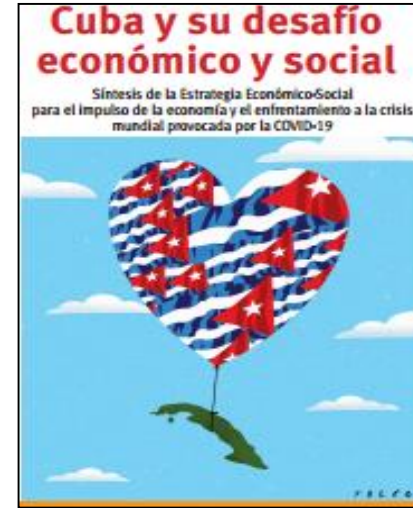 Cuba y su desafío
económico y social
Síntesis de la Estrategia Económico-Social
para el impulso de la economía y el enfrentamiento a la crisis
mundial provocada por la COVID-19
FALCO